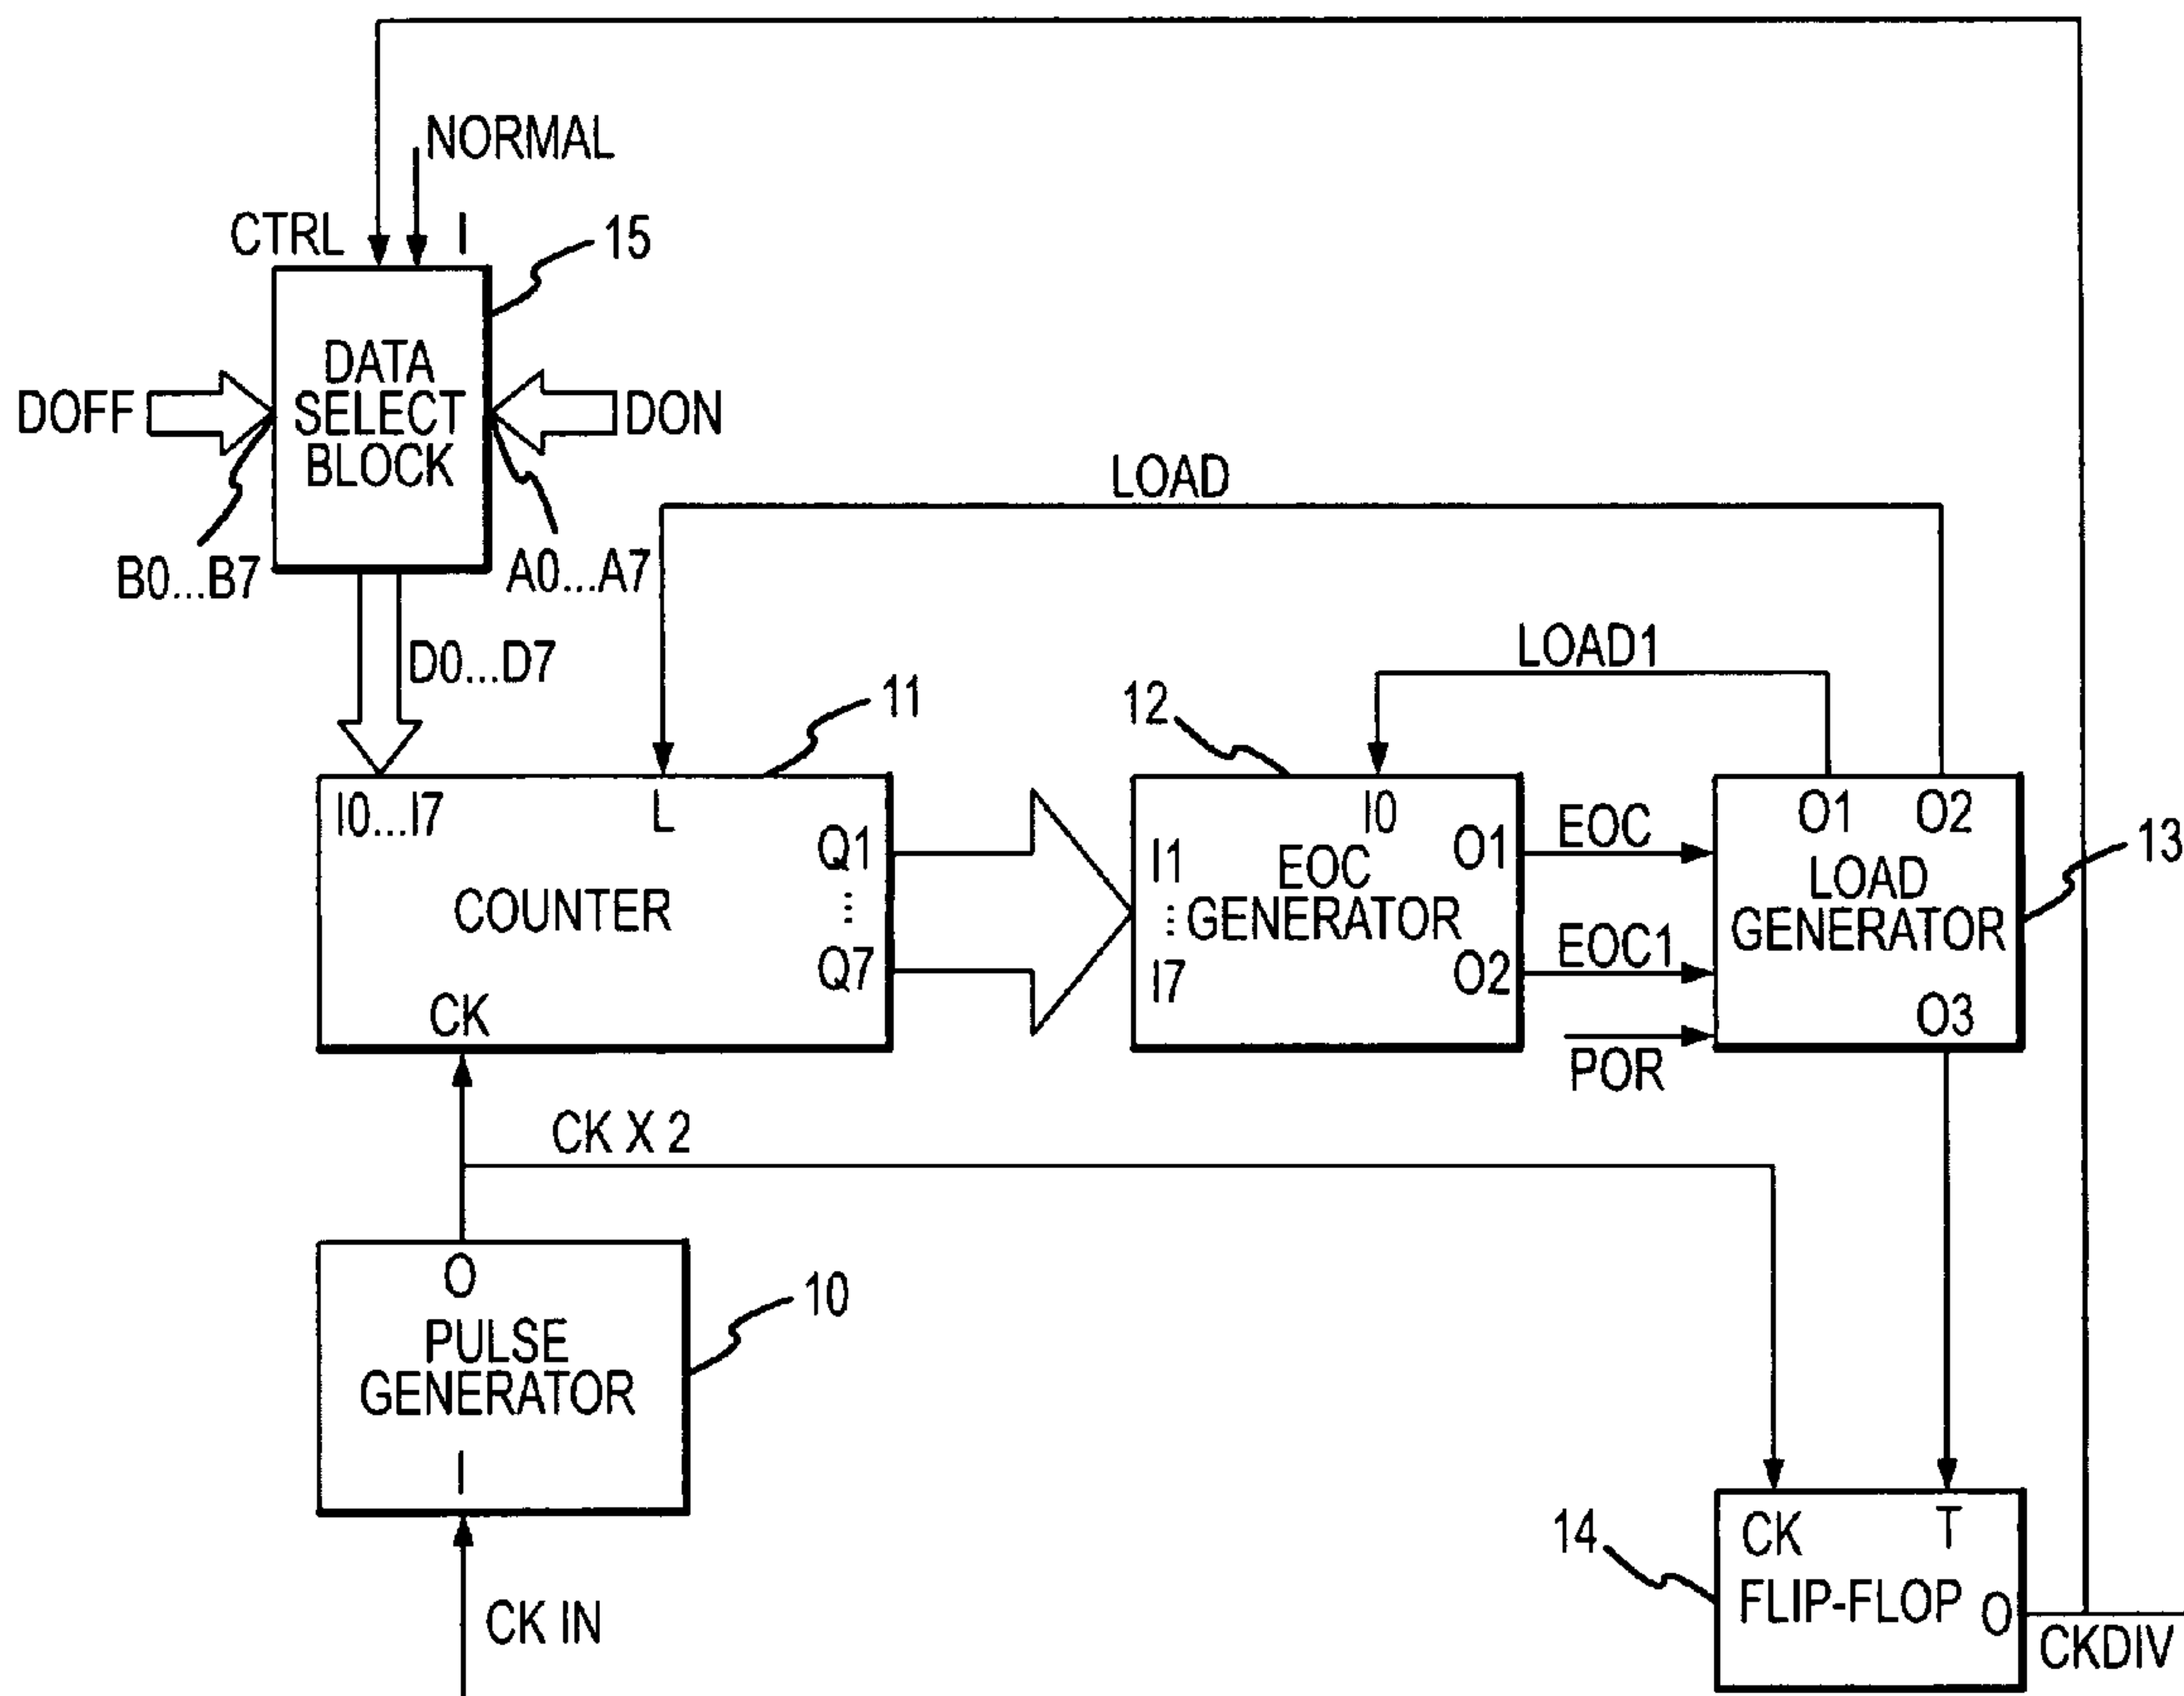 NORMAL
CTRL
I
15
DATA
SELECT
BLOCK
DOFF
DON
B0...B7
A0...A7
D0...D7
LOAD
LOAD1
11
12
I0...I7
L
Q1
⋮
Q7
COUNTER
CK
I0
I1
⋮
I7
EOC
GENERATOR
O1
O2
EOC
EOC1
POR
O1
O2
LOAD
GENERATOR
O3
13
CK X 2
O
PULSE
GENERATOR
I
10
CK IN
14
CK
T
FLIP-FLOP
O
CKDIV